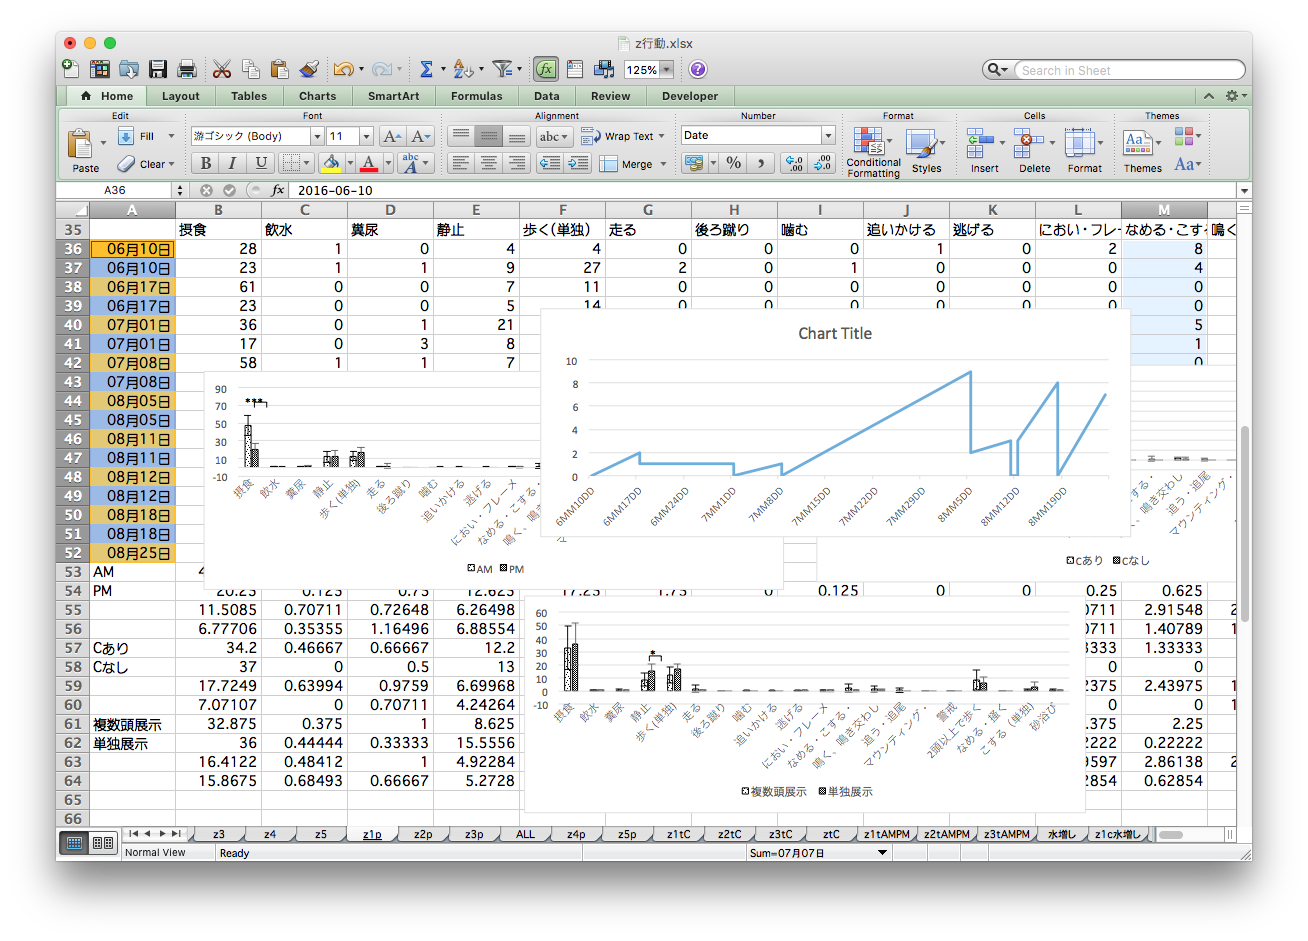 z行動.xlsx
125%
Search in Sheet
Home Layout Tables Charts SmartArt Formulas Data Review Developer
Edit Font Alignment Number Format Cells Themes
Paste Fill Clear
游ゴシック (Body) 11
B I U A A abc
abc Wrap Text Merge
Date
% , .0 .00 .00 .0
Conditional Formatting Styles
Insert Delete Format
Themes Aa
A36 fx 2016-06-10
A B C D E F G H I J K L M
35 摂食 飲水 糞尿 静止 歩く(単独) 走る 後ろ蹴り 噛む 追いかける 逃げる におい・フレー なめる・こす 鳴く
36 06月10日 28 1 0 4 4 0 0 0 1 0 2 8
37 06月10日 23 1 1 9 27 2 0 1 0 0 0 4
38 06月17日 61 0 0 7 11 0 0 0 0 0 0 0
39 06月17日 23 0 0 5 14 0 0 0 0 0 0 0
40 07月01日 36 0 1 21 5
41 07月01日 17 0 3 8 1
42 07月08日 58 1 1 7 0
43 07月08日
44 08月05日
45 08月05日
46 08月11日
47 08月11日
48 08月12日
49 08月12日
50 08月18日
51 08月18日
52 08月25日
53 AM
54 PM 20.25 0.125 0.75 12.625 17.25 1.75 0 0.125 0 0 0.25 0.625
55 11.5085 0.70711 0.72648 6.26498 0711 2.91548 2
56 6.77706 0.35355 1.16496 6.88554 0711 1.40789 1
57 Cあり 34.2 0.46667 0.66667 12.2 3333 1.33333
58 Cなし 37 0 0.5 13 0 0
59 17.7249 0.63994 0.9759 6.69968 2375 2.43975 1
60 7.07107 0 0.70711 4.24264 0 0
61 複数頭展示 32.875 0.375 1 8.625 .375 2.25
62 単独展示 36 0.44444 0.33333 15.5556 2222 0.22222
63 16.4122 0.48412 1 4.92284 9597 2.86138 2
64 15.8675 0.68493 0.66667 5.2728 2854 0.62854
65
66
Chart Title
10
8
6
4
2
0
6MM10DD 6MM17DD 6MM24DD 7MM1DD 7MM8DD 7MM15DD 7MM22DD 7MM29DD 8MM5DD 8MM12DD 8MM19DD
90
70
50
30
10
-10
***
摂食 飲水 糞尿 静止 歩く(単独) 走る 後ろ蹴り 噛む 追いかける 逃げる におい・フレーメ なめる・こする・ 鳴く、鳴き
AM PM
なめる・こする・ 鳴く、鳴き交わし 追う・追尾 マウンティング・
Cあり Cなし
60
50
40
30
20
10
0
-10
*
摂食 飲水 糞尿 静止 歩く(単独) 走る 後ろ蹴り 噛む 追いかける 逃げる におい・フレーメ なめる・こする・ 鳴く、鳴き交わし 追う・追尾 マウンティング・ 警戒 2頭以上で歩く なめる・掻く こする（単独） 砂浴び
複数頭展示 単独展示
z3 z4 z5 z1p z2p z3p ALL z4p z5p z1tC z2tC z3tC ztC z1tAMPM z2tAMPM z3tAMPM 水増し z1c水増し
Normal View Ready Sum=07月07日